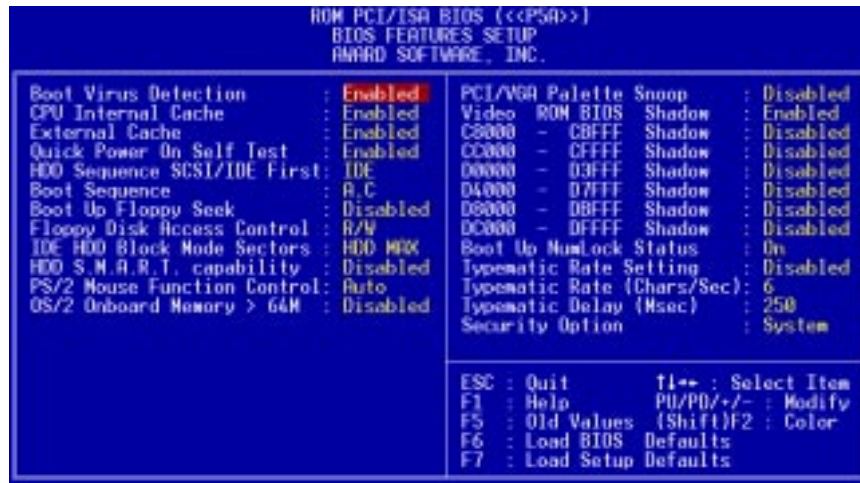 ROM PCI/ISA BIOS (<<P5A>>)
BIOS FEATURES SETUP
AWARD SOFTWARE, INC.
Boot Virus Detection : Enabled
CPU Internal Cache : Enabled
External Cache : Enabled
Quick Power On Self Test : Enabled
HDD Sequence SCSI/IDE First: IDE
Boot Sequence : A,C
Boot Up Floppy Seek : Disabled
Floppy Disk Access Control : R/W
IDE HDD Block Mode Sectors : HDD MAX
HDD S.M.A.R.T. capability : Disabled
PS/2 Mouse Function Control: Auto
OS/2 Onboard Memory > 64M : Disabled
PCI/VGA Palette Snoop : Disabled
Video ROM BIOS Shadow : Enabled
C8000 - CBFFF Shadow : Disabled
CC000 - CFFFF Shadow : Disabled
D0000 - D3FFF Shadow : Disabled
D4000 - D7FFF Shadow : Disabled
D8000 - DBFFF Shadow : Disabled
DC000 - DFFFF Shadow : Disabled
Boot Up NumLock Status : On
Typematic Rate Setting : Disabled
Typematic Rate (Chars/Sec): 6
Typematic Delay (Msec) : 250
Security Option : System
ESC : Quit ↑↓→← : Select Item
F1 : Help PU/PD/+/- : Modify
F5 : Old Values (Shift)F2 : Color
F6 : Load BIOS Defaults
F7 : Load Setup Defaults